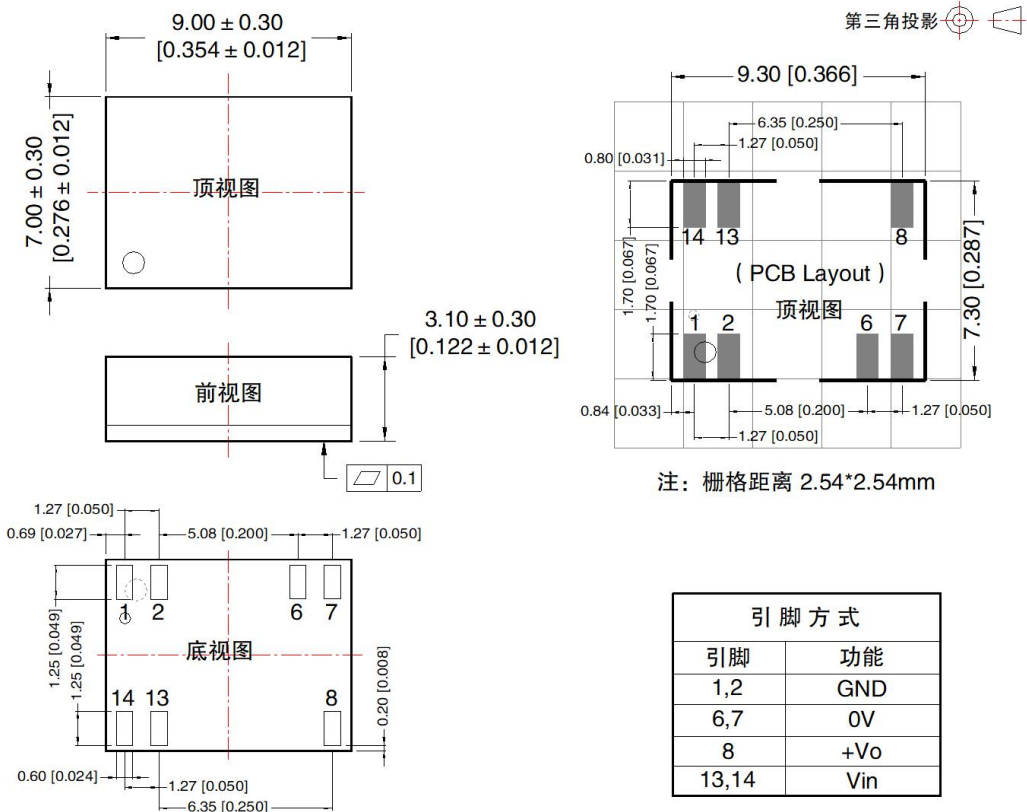 第三角投影
9.00 ± 0.30
[0.354 ± 0.012]
7.00 ± 0.30
[0.276 ± 0.012]
顶视图
3.10 ± 0.30
[0.122 ± 0.012]
前视图
0.1
1.27 [0.050]
0.69 [0.027]
5.08 [0.200]
1.27 [0.050]
1 2 6 7
1.25 [0.049]
1.25 [0.049]
底视图
14 13 8
0.20 [0.008]
0.60 [0.024]
1.27 [0.050]
6.35 [0.250]
9.30 [0.366]
6.35 [0.250]
1.27 [0.050]
0.80 [0.031]
14 13 8
1.70 [0.067]
1.70 [0.067]
( PCB Layout )
顶视图
7.30 [0.287]
1 2 6 7
0.84 [0.033]
5.08 [0.200]
1.27 [0.050]
1.27 [0.050]
注：栅格距离 2.54*2.54mm
引脚方式
引脚 功能
1,2 GND
6,7 0V
8 +Vo
13,14 Vin